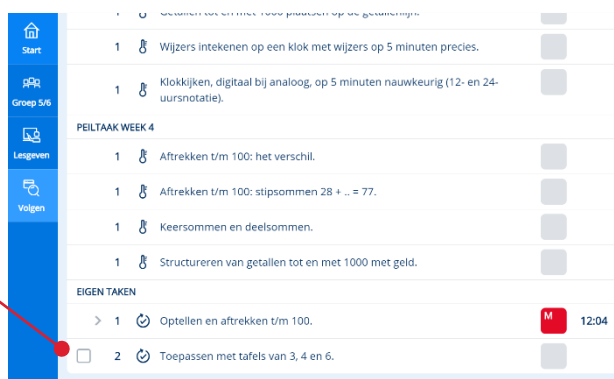 1 Getallen tot en met 1000 plaatsen op de getallenlijn.
Start
1 Wijzers intekenen op een klok met wijzers op 5 minuten precies.
Groep 5/6
1 Klokkijken, digitaal bij analoog, op 5 minuten nauwkeurig (12- en 24-
uursnotatie).
PEILTAAK WEEK 4
Lesgeven
1 Aftrekken t/m 100: het verschil.
1 Aftrekken t/m 100: stipsommen 28 + .. = 77.
Volgen
1 Keersommen en deelsommen.
1 Structureren van getallen tot en met 1000 met geld.
EIGEN TAKEN
1 Optellen en aftrekken t/m 100. M 12:04
2 Toepassen met tafels van 3, 4 en 6.